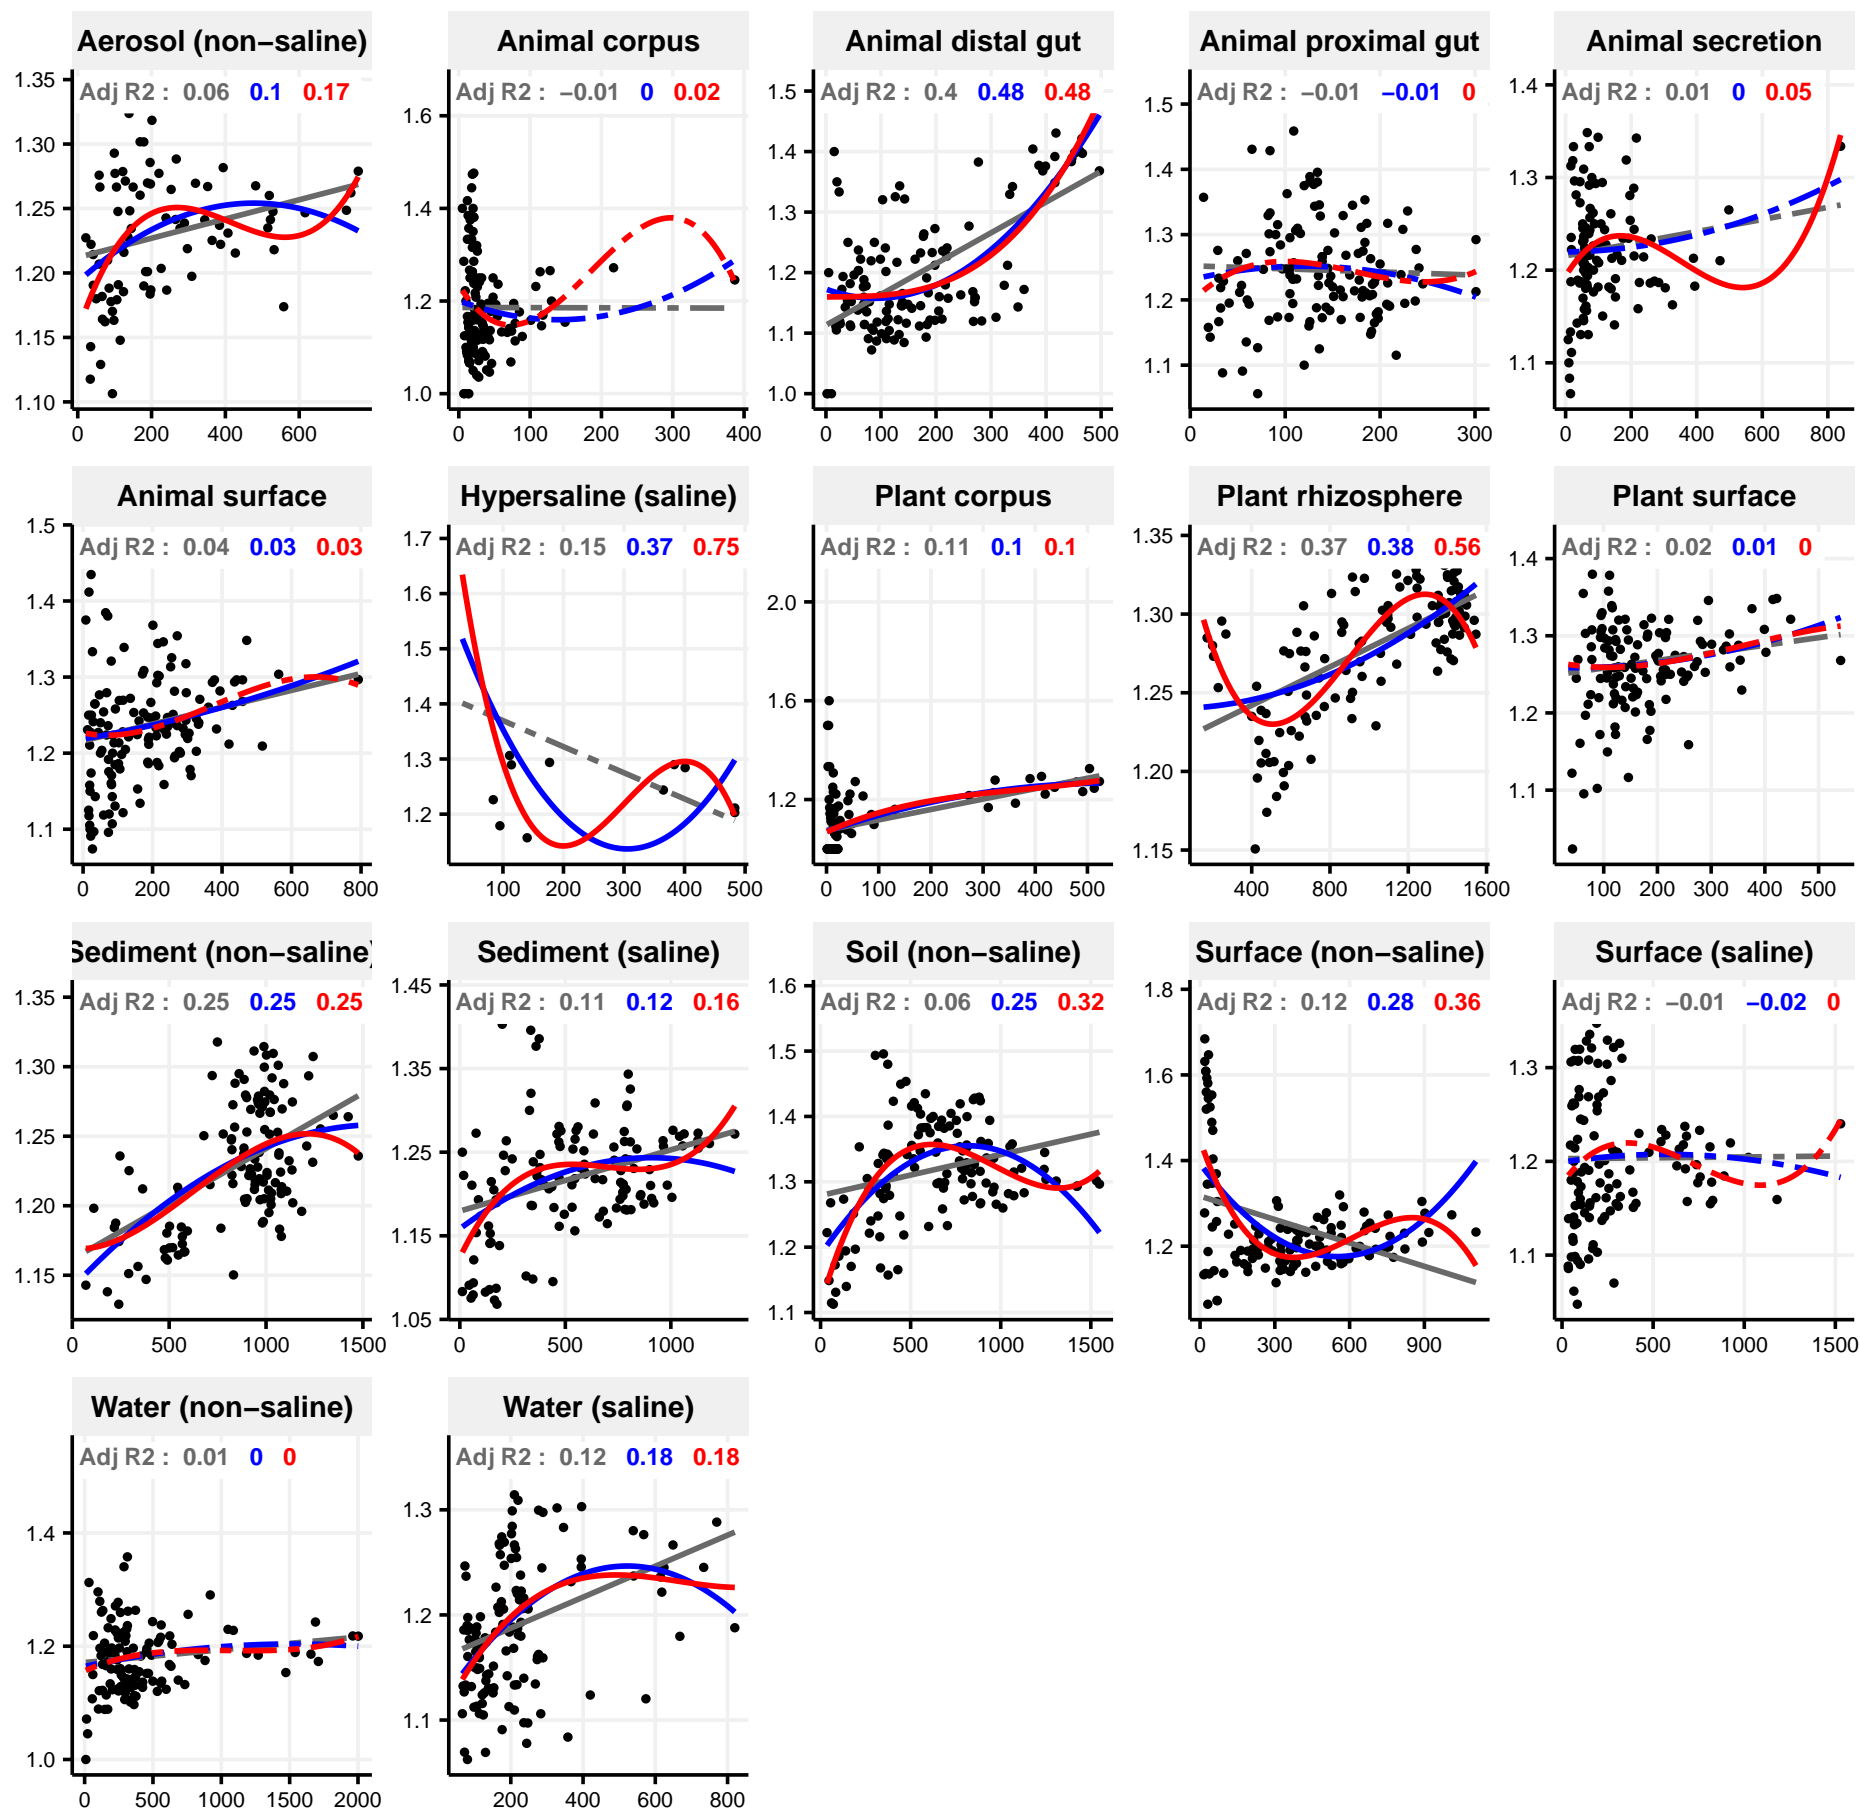 Aerosol (non−saline) Animal corpus Animal distal gut Animal proximal gut Animal secretion
Adj R2 : 0.06 0.1 0.17
Adj R2 : −0.01 0 0.02
Adj R2 : 0.4 0.48 0.48
Adj R2 : −0.01 −0.01 0
Adj R2 : 0.01 0 0.05
1.35 1.30 1.25 1.20 1.15 1.10
0 200 400 600
1.6 1.4 1.2 1.0
0 100 200 300 400
1.5 1.4 1.3 1.2 1.1 1.0
0 100 200 300 400 500
1.5 1.4 1.3 1.2 1.1
0 100 200 300
1.4 1.3 1.2 1.1
0 200 400 600 800
Animal surface Hypersaline (saline) Plant corpus Plant rhizosphere Plant surface
Adj R2 : 0.04 0.03 0.03
Adj R2 : 0.15 0.37 0.75
Adj R2 : 0.11 0.1 0.1
Adj R2 : 0.37 0.38 0.56
Adj R2 : 0.02 0.01 0
1.5 1.4 1.3 1.2 1.1
0 200 400 600 800
1.7 1.6 1.5 1.4 1.3 1.2
100 200 300 400 500
2.0 1.6 1.2
0 100 200 300 400 500
1.35 1.30 1.25 1.20 1.15
400 800 1200 1600
1.4 1.3 1.2 1.1
100 200 300 400 500
Sediment (non−saline) Sediment (saline) Soil (non−saline) Surface (non−saline) Surface (saline)
Adj R2 : 0.25 0.25 0.25
Adj R2 : 0.11 0.12 0.16
Adj R2 : 0.06 0.25 0.32
Adj R2 : 0.12 0.28 0.36
Adj R2 : −0.01 −0.02 0
1.35 1.30 1.25 1.20 1.15
0 500 1000 1500
1.45 1.35 1.25 1.15 1.05
0 500 1000
1.6 1.5 1.4 1.3 1.2 1.1
0 500 1000 1500
1.8 1.6 1.4 1.2
0 300 600 900
1.3 1.2 1.1
0 500 1000 1500
Water (non−saline) Water (saline)
Adj R2 : 0.01 0 0
Adj R2 : 0.12 0.18 0.18
1.4 1.2 1.0
0 500 1000 1500 2000
1.3 1.2 1.1
200 400 600 800